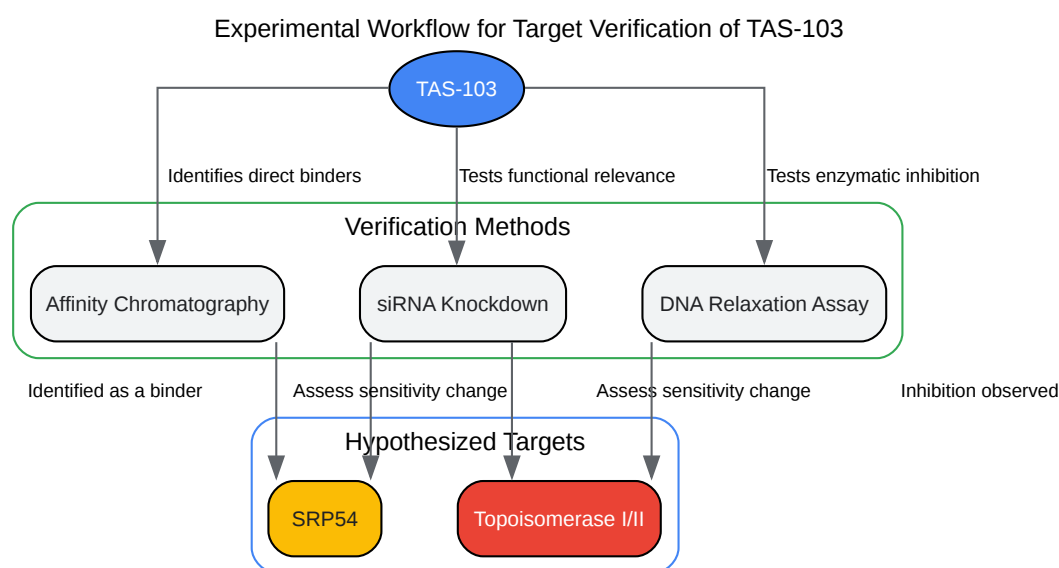 Experimental Workflow for Target Verification of TAS-103
TAS-103
Identifies direct binders
Tests functional relevance
Tests enzymatic inhibition
Verification Methods
Affinity Chromatography
siRNA Knockdown
DNA Relaxation Assay
Identified as a binder
Assess sensitivity change
Assess sensitivity change
Inhibition observed
Hypothesized Targets
SRP54
Topoisomerase I/II